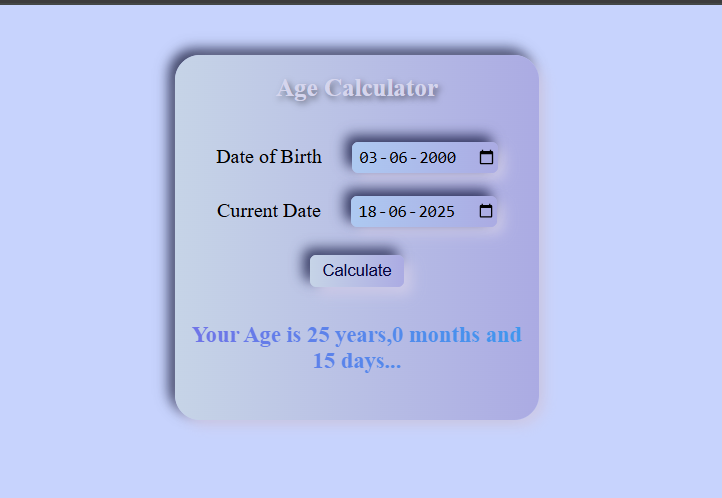 Age Calculator
Date of Birth 03-06-2000
Current Date 18-06-2025
Calculate
Your Age is 25 years,0 months and
15 days...